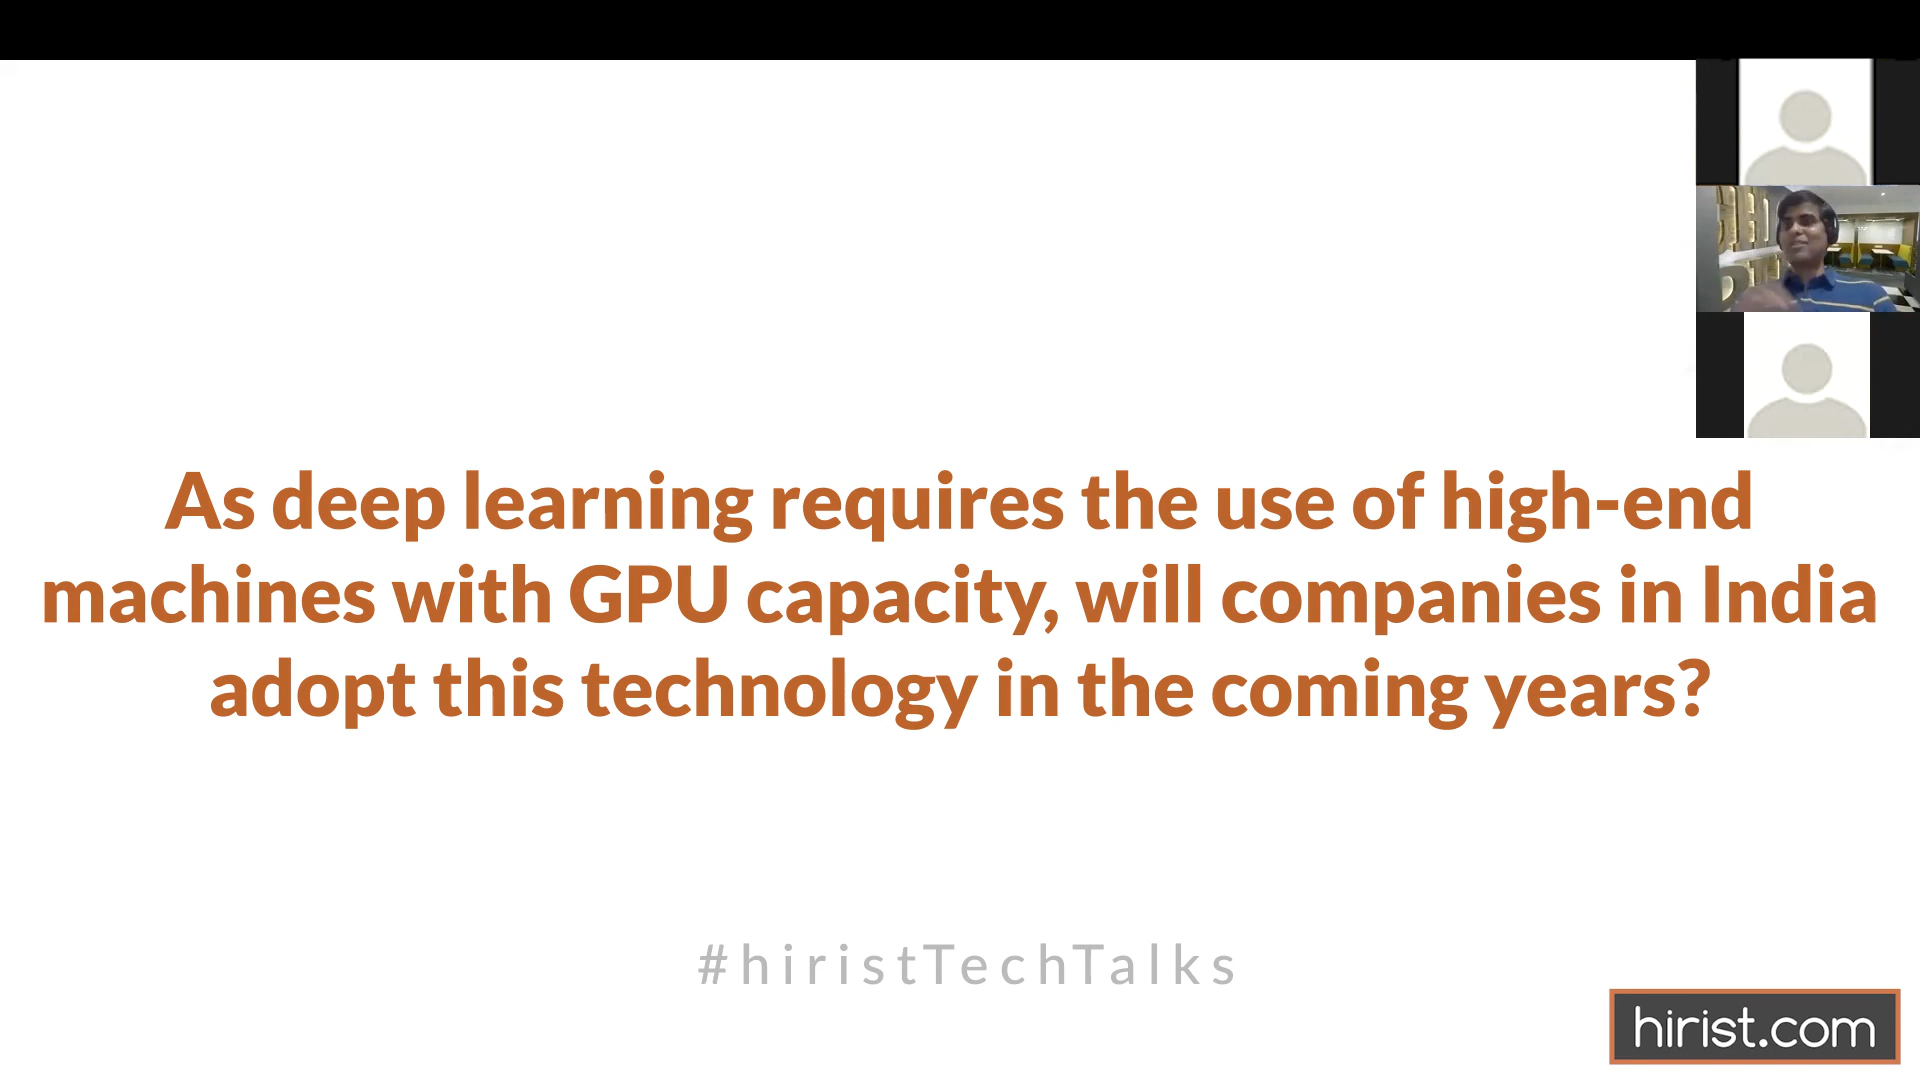 As deep learning requires the use of high-end
machines with GPU capacity, will companies in India
adopt this technology in the coming years?
#hiristTechTalks
hirist.com